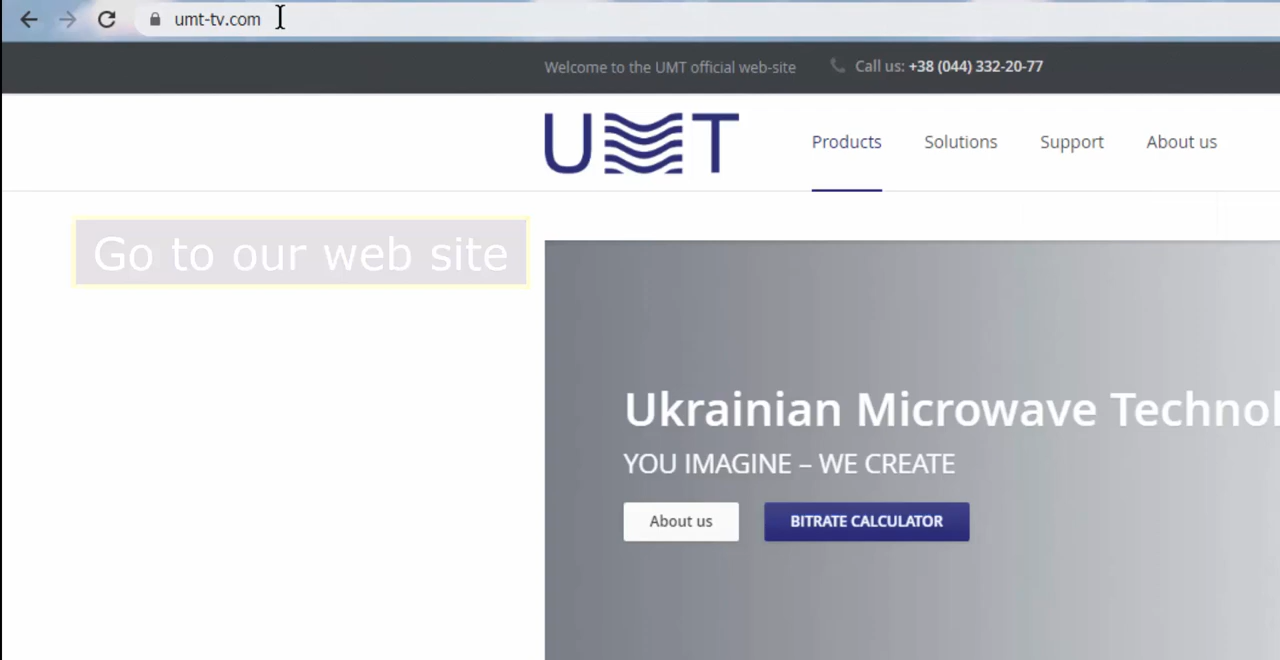 umt-tv.com
Welcome to the UMT official web-site
Call us: +38 (044) 332-20-77
UMT
Products
Solutions
Support
About us
Go to our web site
Ukrainian Microwave Technol
YOU IMAGINE – WE CREATE
About us
BITRATE CALCULATOR